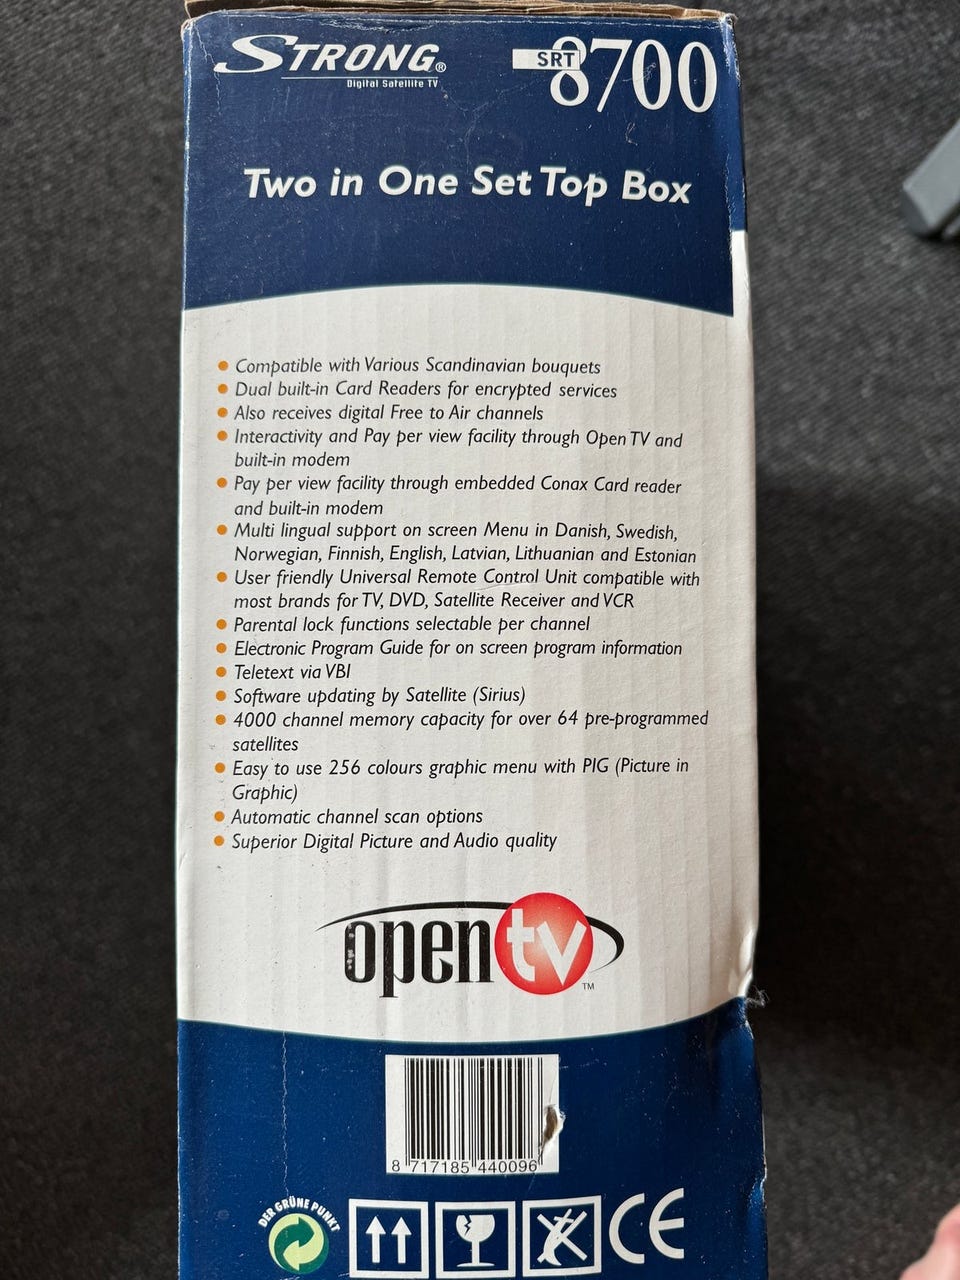 STRONG®
Digital Satellite TV
SRT 8700
Two in One Set Top Box
Compatible with Various Scandinavian bouquets
Dual built-in Card Readers for encrypted services
Also receives digital Free to Air channels
Interactivity and Pay per view facility through Open TV and
built-in modem
Pay per view facility through embedded Conax Card reader
and built-in modem
Multi lingual support on screen Menu in Danish, Swedish,
Norwegian, Finnish, English, Latvian, Lithuanian and Estonian
User friendly Universal Remote Control Unit compatible with
most brands for TV, DVD, Satellite Receiver and VCR
Parental lock functions selectable per channel
Electronic Program Guide for on screen program information
Teletext via VBI
Software updating by Satellite (Sirius)
4000 channel memory capacity for over 64 pre-programmed
satellites
Easy to use 256 colours graphic menu with PIG (Picture in
Graphic)
Automatic channel scan options
Superior Digital Picture and Audio quality
opentv™
8 717185 440096
DER GRÜNE PUNKT
CE